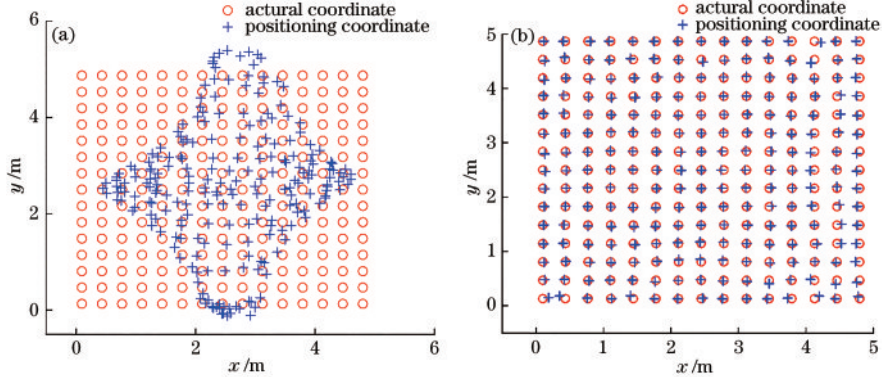 (a)
actural coordinate
positioning coordinate
6
4
2
0
y/m
0
2
4
6
x/m
(b)
actural coordinate
positioning coordinate
5
4
3
2
1
0
y/m
0
1
2
3
4
5
x/m